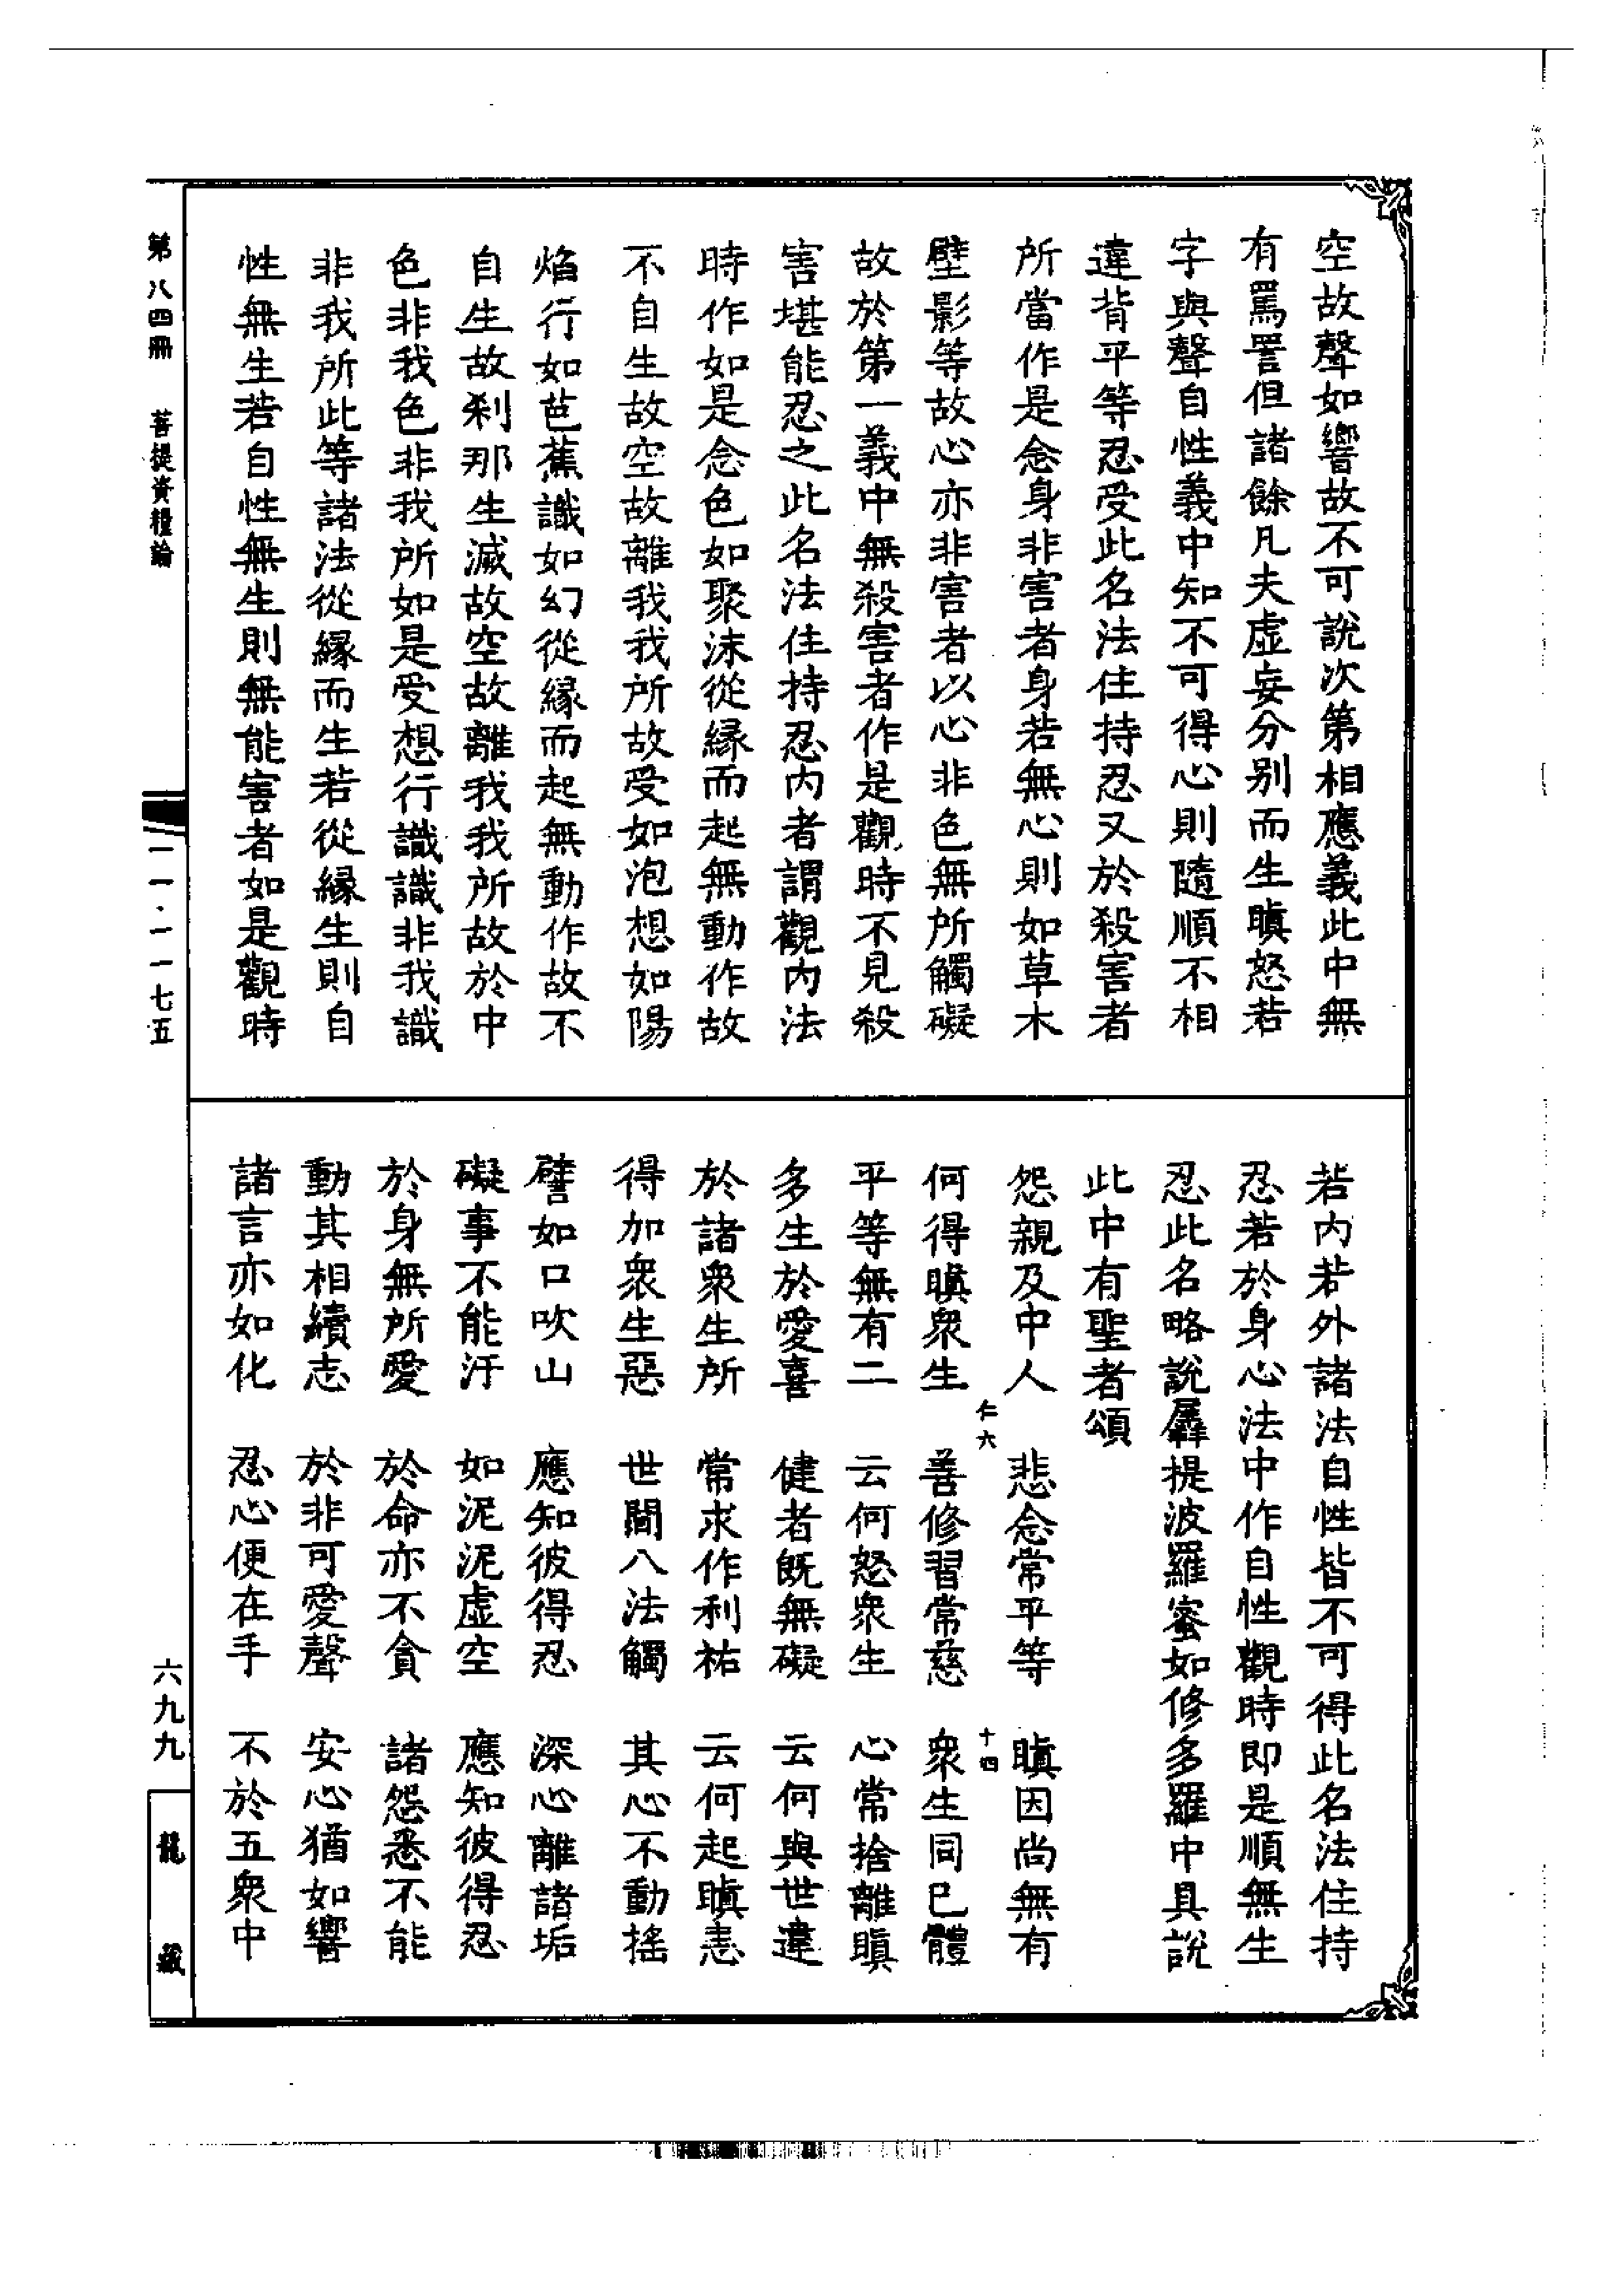 空故聲如響故不可說次第相應義此中無
有罵詈但諸餘凡夫虛妄分別而生瞋怒若
字與聲自性義中知不可得心則隨順不相
違背平等忍受此名法住持忍又於殺害者
所當作是念身非害者身若無心則如草木
壁影等故心亦非害者以心非色無所觸礙
故於第一義中無殺害者作是觀時不見殺
害堪能忍之此名法住持忍內者謂觀內法
時作如是念色如聚沫從緣而起無動作故
不自生故空故離我我所故受如泡想如陽
焰行如芭蕉識如幻從緣而起無動作故不
自生故剎那生滅故空故離我我所故於中
色非我色非我所如是受想行識識非我識
非我所此等諸法從緣而生若從緣生則自
性無生若自性無生則無能害者如是觀時
若內若外諸法自性皆不可得此名法住持
忍若於身心法中作自性觀時即是順無生
忍此名略說羼提波羅蜜如修多羅中具說
此中有聖者頌
怨親及中人 悲念常平等 瞋因尚無有
何得瞋眾生 善修習常慈 眾生同已體
仁六 十四
平等無有二 云何怒眾生 心常捨離瞋
多生於愛喜 健者既無礙 云何與世違
於諸眾生所 常求作利祐 云何起瞋恚
得加眾生惡 世間八法觸 其心不動搖
譬如口吹山 應知彼得忍 深心離諸垢
礙事不能汙 如泥泥虛空 應知彼得忍
於身無所愛 於命亦不貪 諸怨悉不能
動其相續志 於非可愛聲 安心猶如響
諸言亦如化 忍心便在手 不於五眾中
第八四冊 菩提資糧論 一一·一一七五
六九九
龍藏